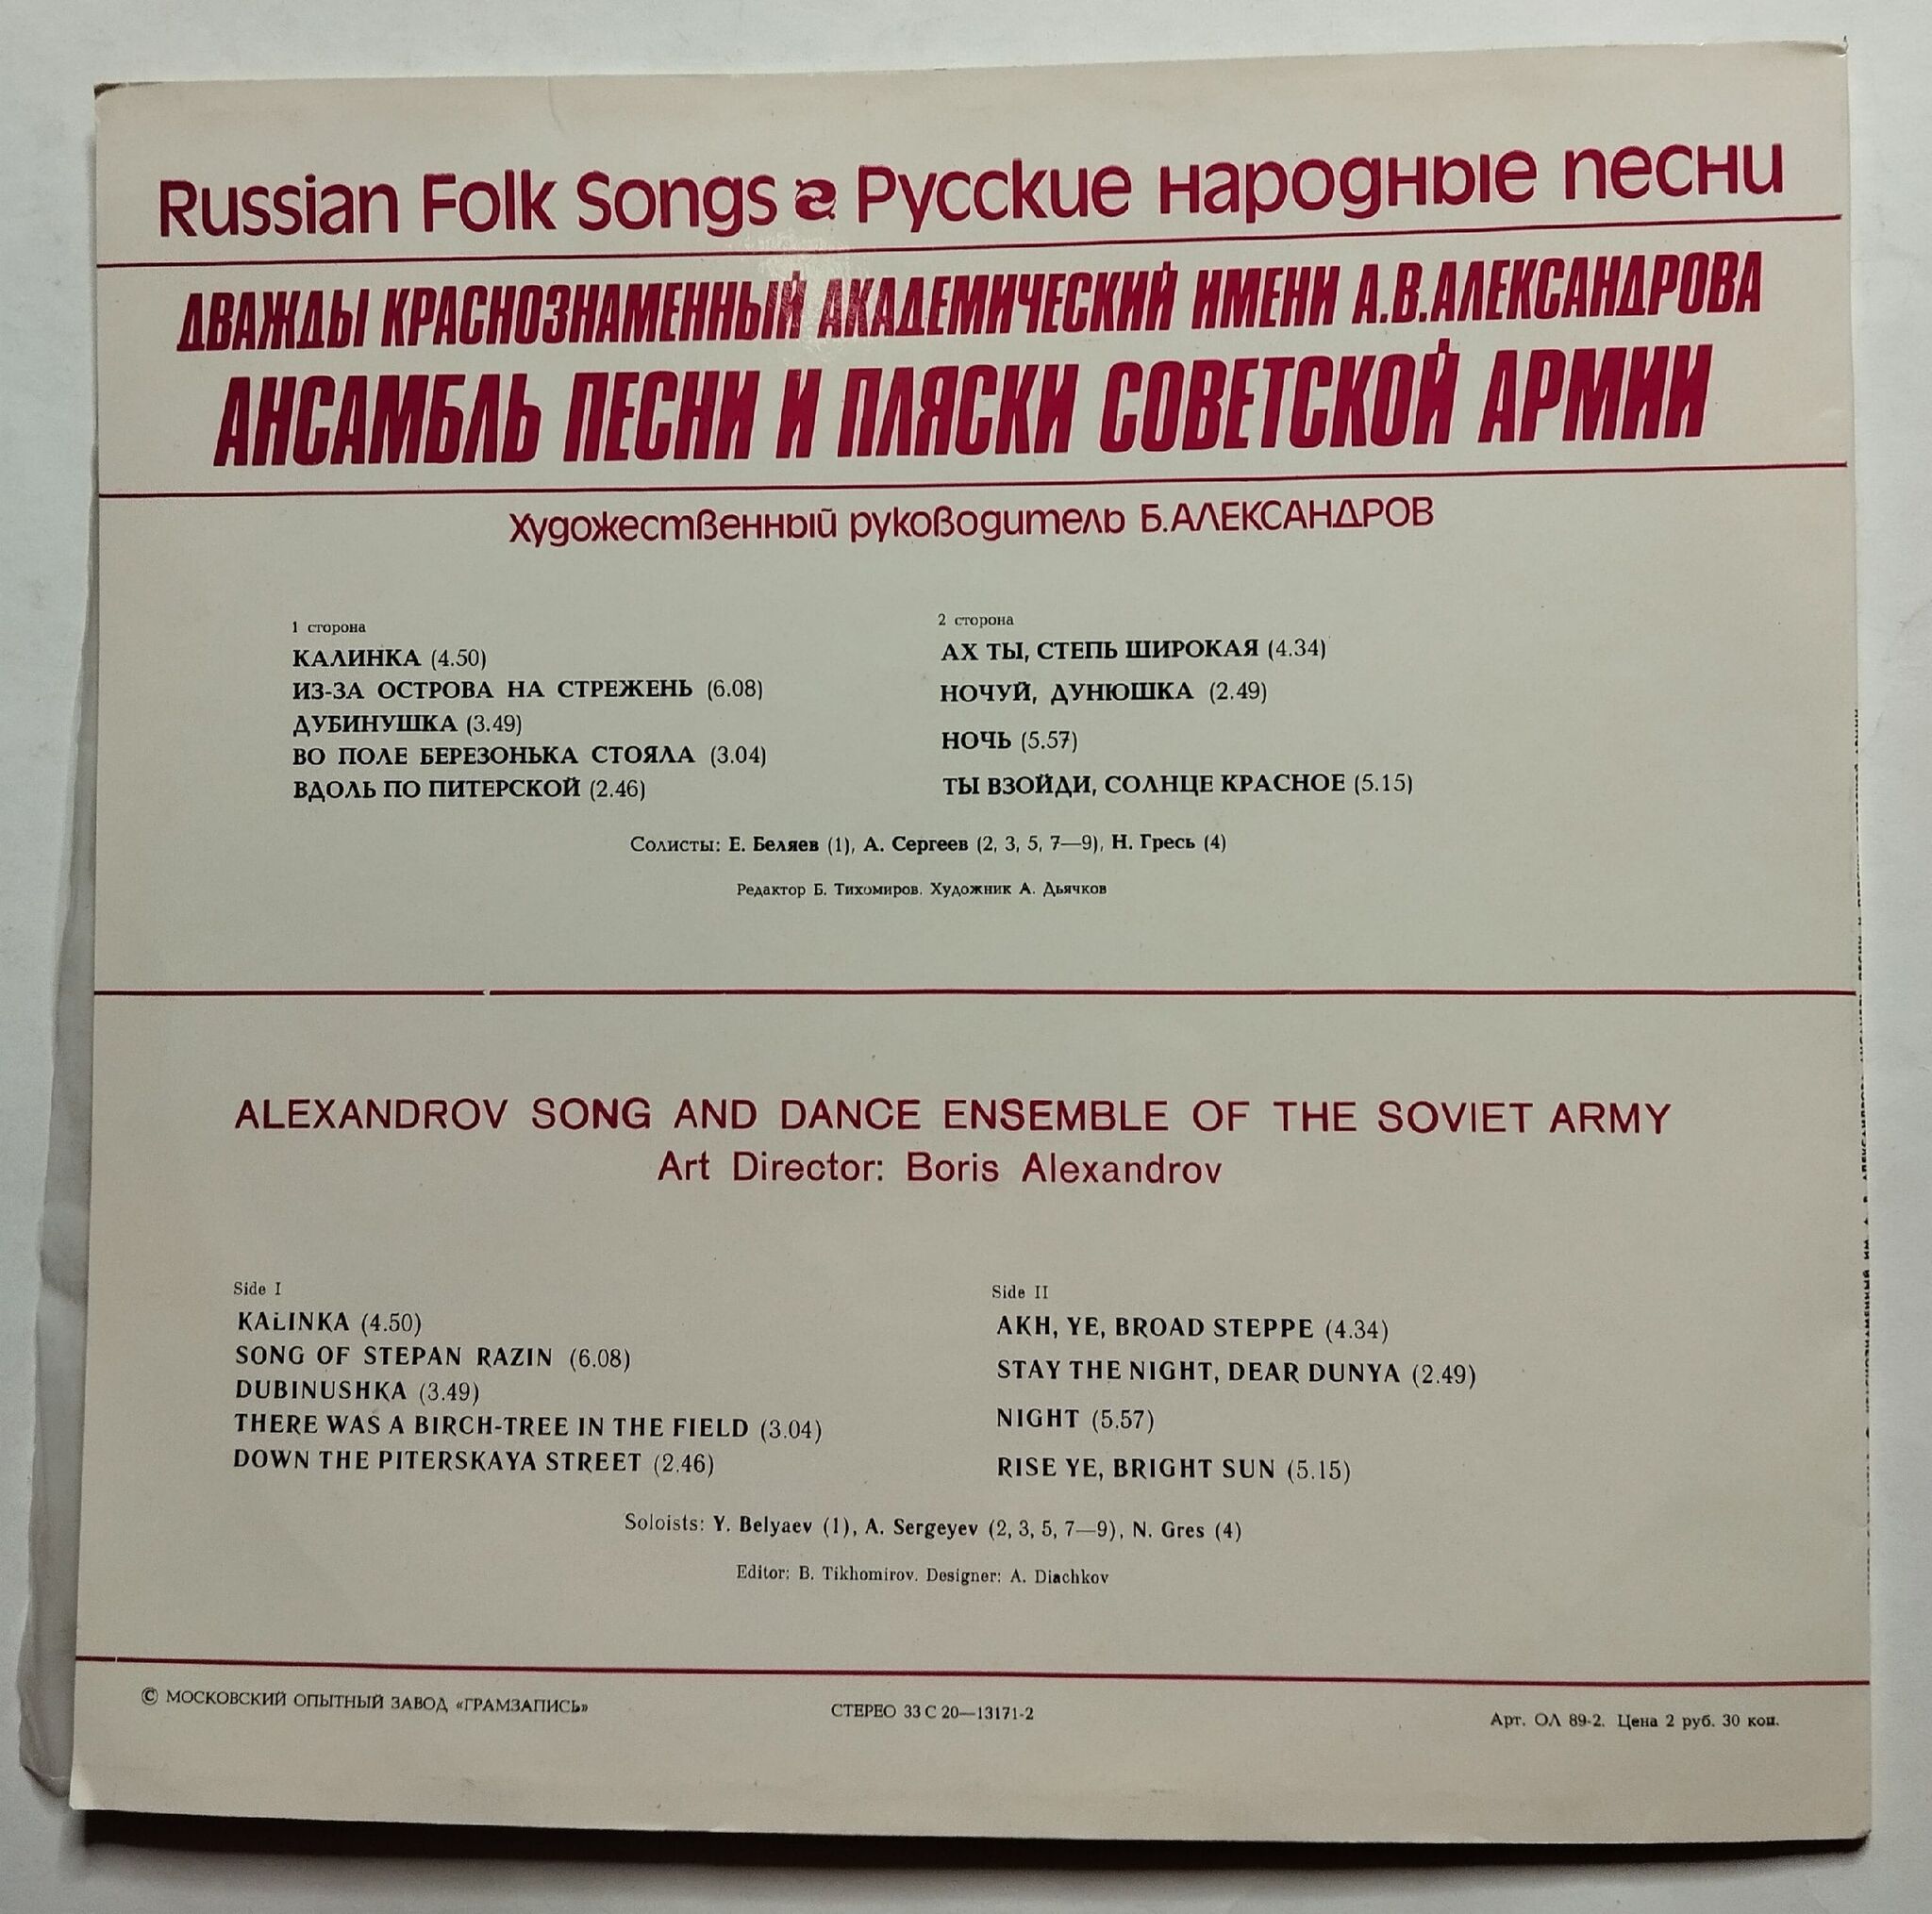 Russian Folk Songs Русские народные песни
ДВАЖДЫ КРАСНОЗНАМЕННЫЙ АКАДЕМИЧЕСКИЙ ИМЕНИ А.В.АЛЕКСАНДРОВА
АНСАМБЛЬ ПЕСНИ И ПЛЯСКИ СОВЕТСКОЙ АРМИИ
Художественный руководитель Б.АЛЕКСАНДРОВ
1 сторона
КАЛИНКА (4.50)
ИЗ-ЗА ОСТРОВА НА СТРЕЖЕНЬ (6.08)
ДУБИНУШКА (3.49)
ВО ПОЛЕ БЕРЕЗОНЬКА СТОЯЛА (3.04)
ВДОЛЬ ПО ПИТЕРСКОЙ (2.46)
2 сторона
АХ ТЫ, СТЕПЬ ШИРОКАЯ (4.34)
НОЧУЙ, ДУНЮШКА (2.49)
НОЧЬ (5.57)
ТЫ ВЗОЙДИ, СОЛНЦЕ КРАСНОЕ (5.15)
Солисты: Е. Беляев (1), А. Сергеев (2, 3, 5, 7—9), Н. Гресь (4)
Редактор Б. Тихомиров. Художник А. Дьячков
ALEXANDROV SONG AND DANCE ENSEMBLE OF THE SOVIET ARMY
Art Director: Boris Alexandrov
Side I
KALINKA (4.50)
SONG OF STEPAN RAZIN (6.08)
DUBINUSHKA (3.49)
THERE WAS A BIRCH-TREE IN THE FIELD (3.04)
DOWN THE PITERSKAYA STREET (2.46)
Side II
AKH, YE, BROAD STEPPE (4.34)
STAY THE NIGHT, DEAR DUNYA (2.49)
NIGHT (5.57)
RISE YE, BRIGHT SUN (5.15)
Soloists: Y. Belyaev (1), A. Sergeyev (2, 3, 5, 7—9), N. Gres (4)
Editor: B. Tikhomirov. Designer: A. Diachkov
© МОСКОВСКИЙ ОПЫТНЫЙ ЗАВОД «ГРАМЗАПИСЬ»
СТЕРЕО 33 С 20—13171-2
Арт. ОЛ 89-2. Цена 2 руб. 30 коп.